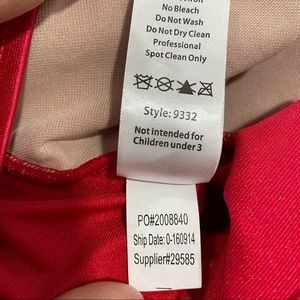 No Bleach
Do Not Wash
Do Not Dry Clean
Professional
Spot Clean Only
Style: 9332
Not intended for
Children under 3
PO#2008840
Ship Date: 0-160914
Supplier#29585